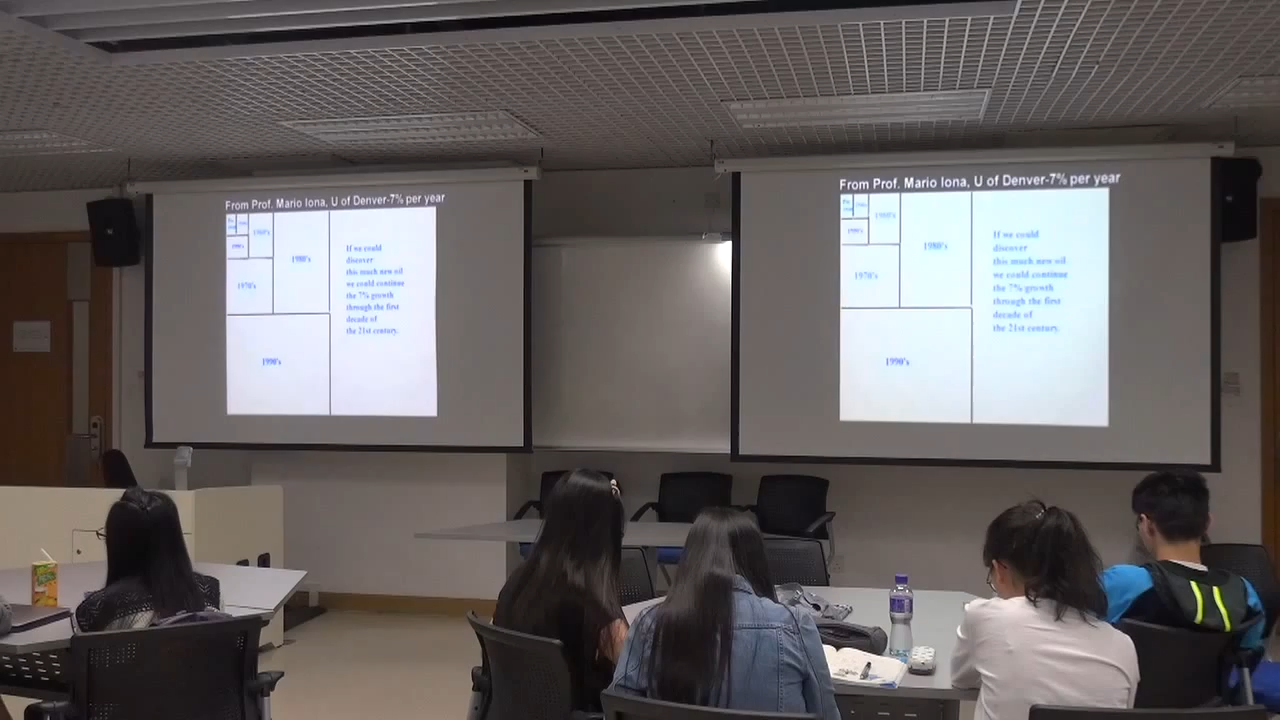 From Prof. Mario Iona, U of Denver-7% per year
1960's
1980's
1970's
1990's
If we could
discover
this much new oil
we could continue
the 7% growth
through the first
decade of
the 21st century.
From Prof. Mario Iona, U of Denver-7% per year
1960's
1980's
1970's
1990's
If we could
discover
this much new oil
we could continue
the 7% growth
through the first
decade of
the 21st century.